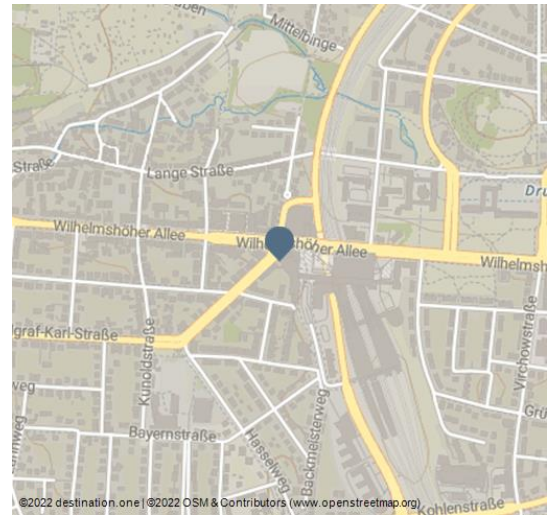 Mittelbinge
Straße
Lange Straße
Dru
Wilhelmshöher Allee
Wilhelmshöher Allee
Wilhelmsh
lgraf-Karl-Straße
Kunoldstraße
Virchowstraße
weg
Bayernstraße
Hasselweg
Backmeisterweg
Grü
©2022 destination.one | ©2022 OSM & Contributors (www.openstreetmap.org)
Kohlenstraße